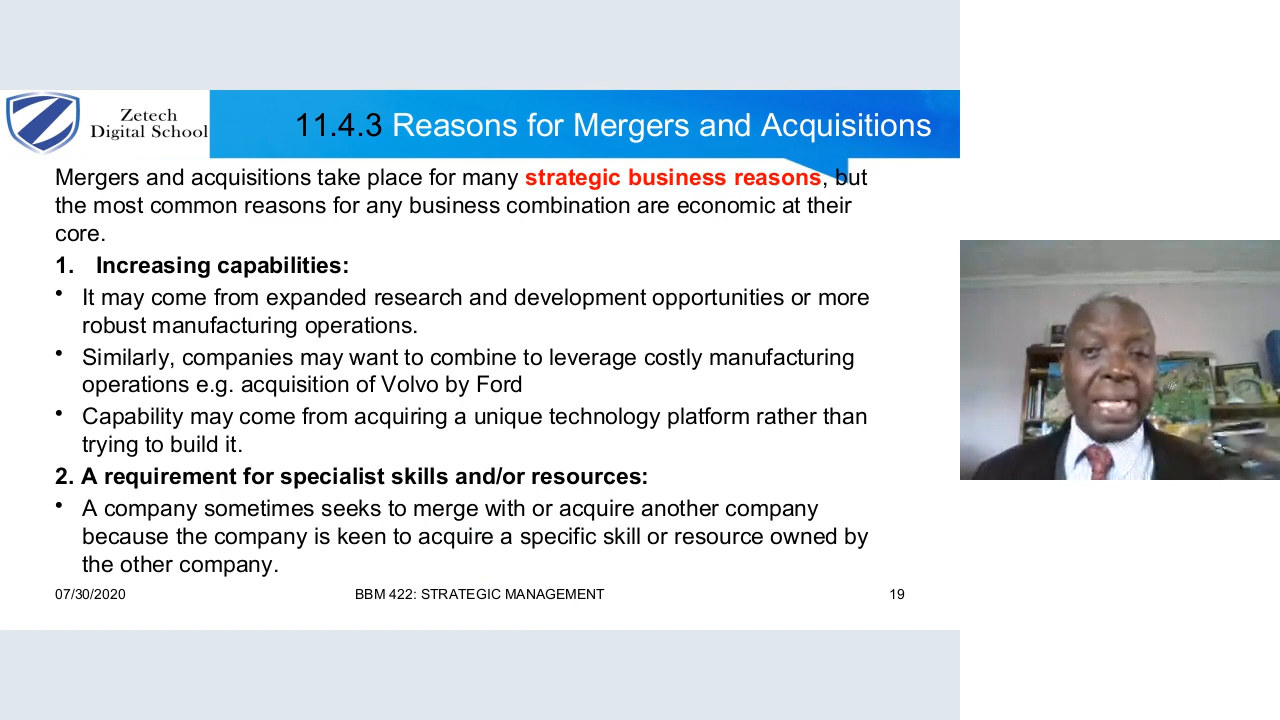 Zetech
Digital School
11.4.3 Reasons for Mergers and Acquisitions
Mergers and acquisitions take place for many strategic business reasons, but
the most common reasons for any business combination are economic at their
core.
1. Increasing capabilities:
• It may come from expanded research and development opportunities or more
robust manufacturing operations.
• Similarly, companies may want to combine to leverage costly manufacturing
operations e.g. acquisition of Volvo by Ford
• Capability may come from acquiring a unique technology platform rather than
trying to build it.
2. A requirement for specialist skills and/or resources:
• A company sometimes seeks to merge with or acquire another company
because the company is keen to acquire a specific skill or resource owned by
the other company.
07/30/2020 BBM 422: STRATEGIC MANAGEMENT 19